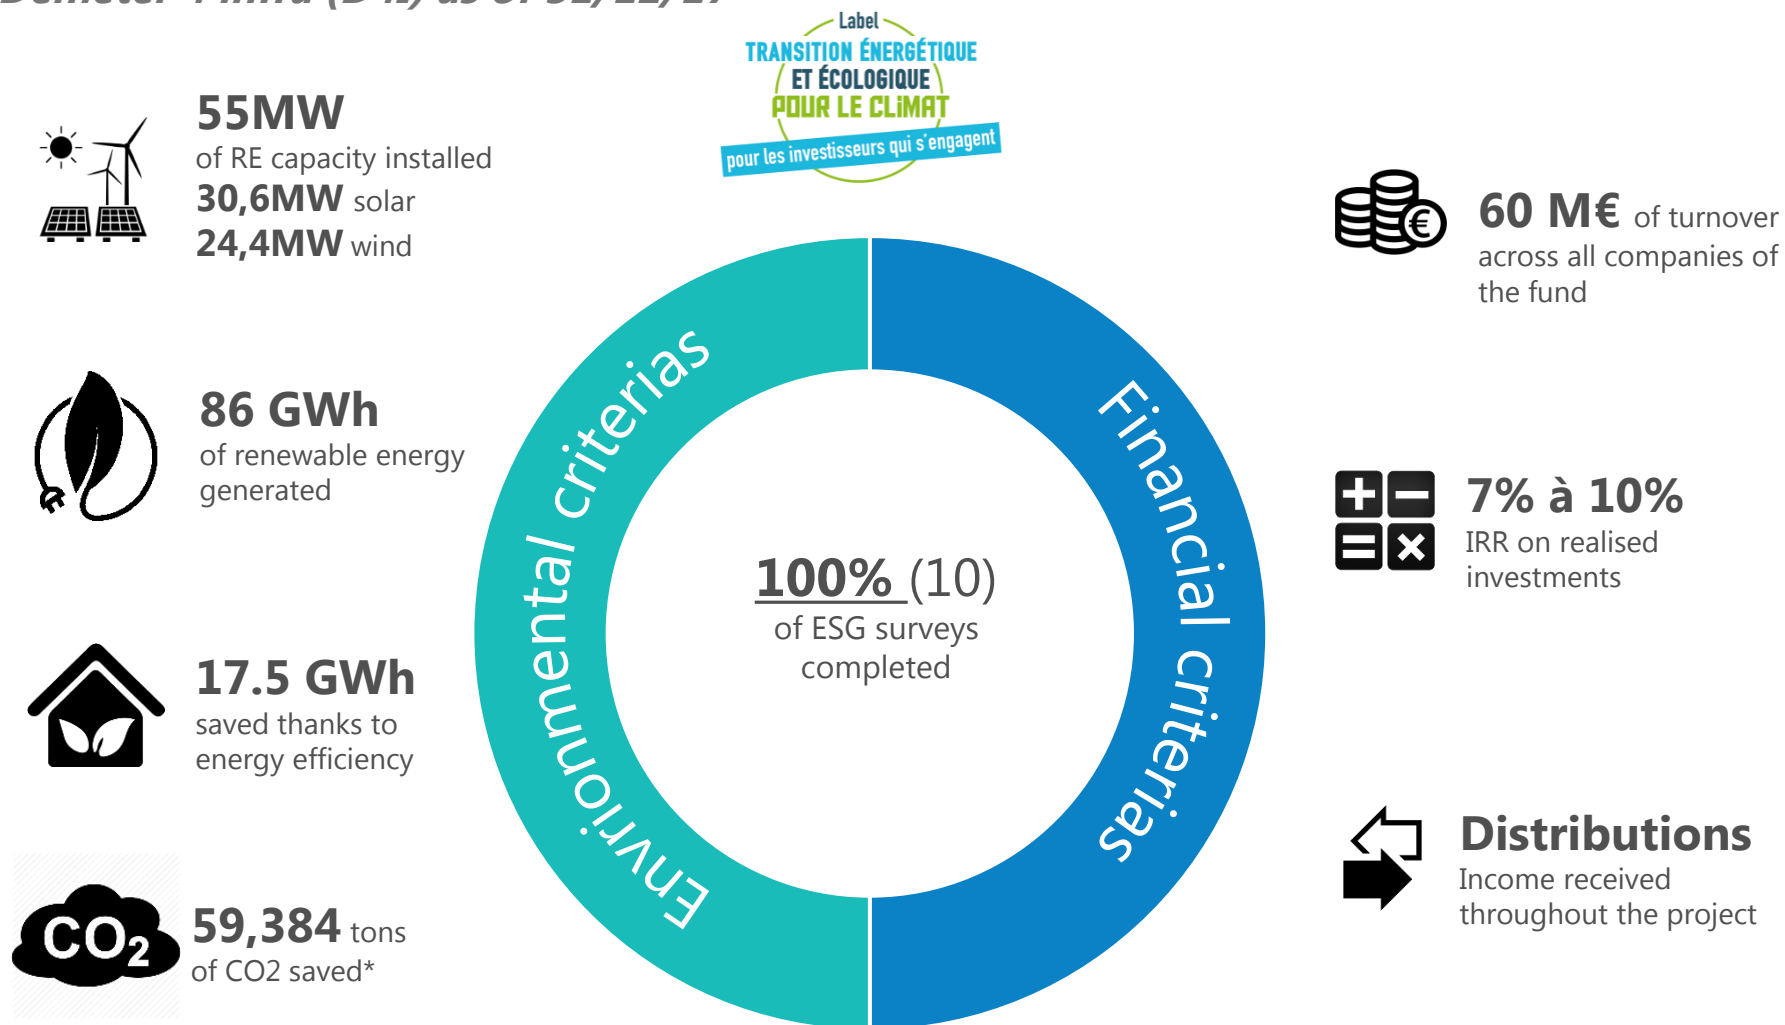 Label
TRANSITION ÉNERGÉTIQUE
ET ÉCOLOGIQUE
POUR LE CLIMAT
pour les investisseurs qui s'engagent
55MW
of RE capacity installed
30,6MW solar
24,4MW wind
86 GWh
of renewable energy
generated
17.5 GWh
saved thanks to
energy efficiency
CO2
59,384 tons
of CO2 saved*
Envrionmental criterias
100% (10)
of ESG surveys
completed
Financial criterias
60 M€ of turnover
across all companies of
the fund
7% à 10%
IRR on realised
investments
Distributions
Income received
throughout the project